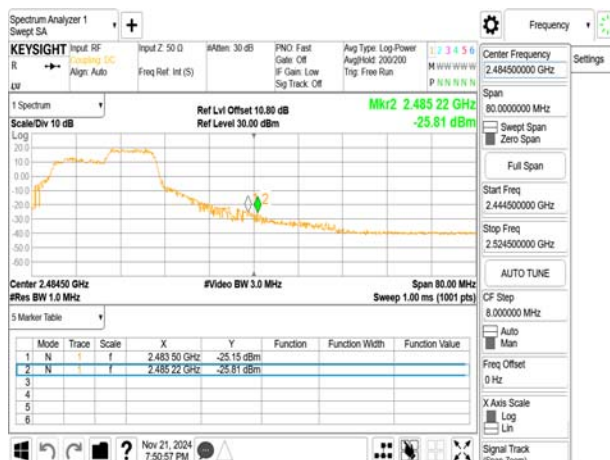 Spectrum Analyzer 1
Swept SA
+
Frequency
KEYSIGHT
Input: RF
Coupling: DC
Align: Auto
Input Z: 50 Ω
Freq Ref: Int (S)
#Atten: 30 dB
PNO: Fast
Gate: Off
IF Gain: Low
Sig Track: Off
Avg Type: Log-Power
Avg|Hold: 200/200
Trig: Free Run
1 2 3 4 5 6
M W W W W W
P N N N N N
R
LW
1 Spectrum
Scale/Div 10 dB
Ref Lvl Offset 10.80 dB
Ref Level 30.00 dBm
Mkr2 2.485 22 GHz
-25.81 dBm
Log
20.0
10.0
0.00
-10.0
-20.0
-30.0
-40.0
-50.0
-60.0
2
Center 2.48450 GHz
#Res BW 1.0 MHz
#Video BW 3.0 MHz
Span 80.00 MHz
Sweep 1.00 ms (1001 pts)
5 Marker Table
Mode Trace Scale X Y Function Function Width Function Value
1 N 1 f 2.483 50 GHz -25.15 dBm
2 N 1 f 2.485 22 GHz -25.81 dBm
3
4
5
6
?
Nov 21, 2024
7:50:57 PM
Center Frequency
2.484500000 GHz
Settings
Span
80.0000000 MHz
Swept Span
Zero Span
Full Span
Start Freq
2.444500000 GHz
Stop Freq
2.524500000 GHz
AUTO TUNE
CF Step
8.000000 MHz
Auto
Man
Freq Offset
0 Hz
X Axis Scale
Log
Lin
Signal Track